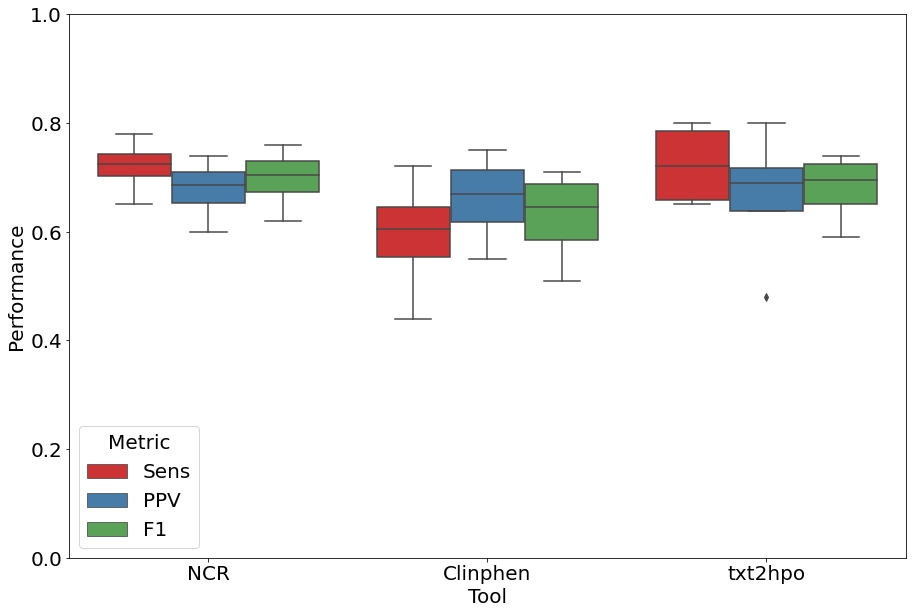 1.0
0.8
0.6
0.4
0.2
0.0
Performance
Metric
Sens
PPV
F1
NCR
Clinphen
txt2hpo
Tool